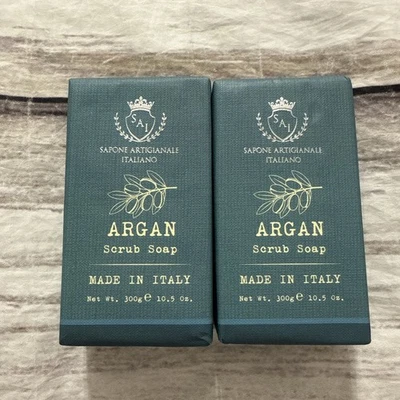 SAI
SAPONE ARTIGIANALE
ITALIANO
ARGAN
Scrub Soap
MADE IN ITALY
Net Wt. 300g℮ 10.5 Oz.
SAI
SAPONE ARTIGIANALE
ITALIANO
ARGAN
Scrub Soap
MADE IN ITALY
Net Wt. 300g℮ 10.5 Oz.